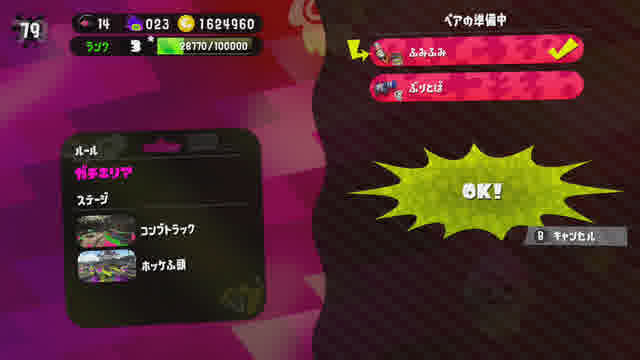 79
14
023
1624960
ランク
3
28770/100000
ペアの準備中
ふみふみ
ぷりとぱ
ルール
ガチホコリア
ステージ
コンブトラック
ホッケふ頭
OK!
B キャンセル